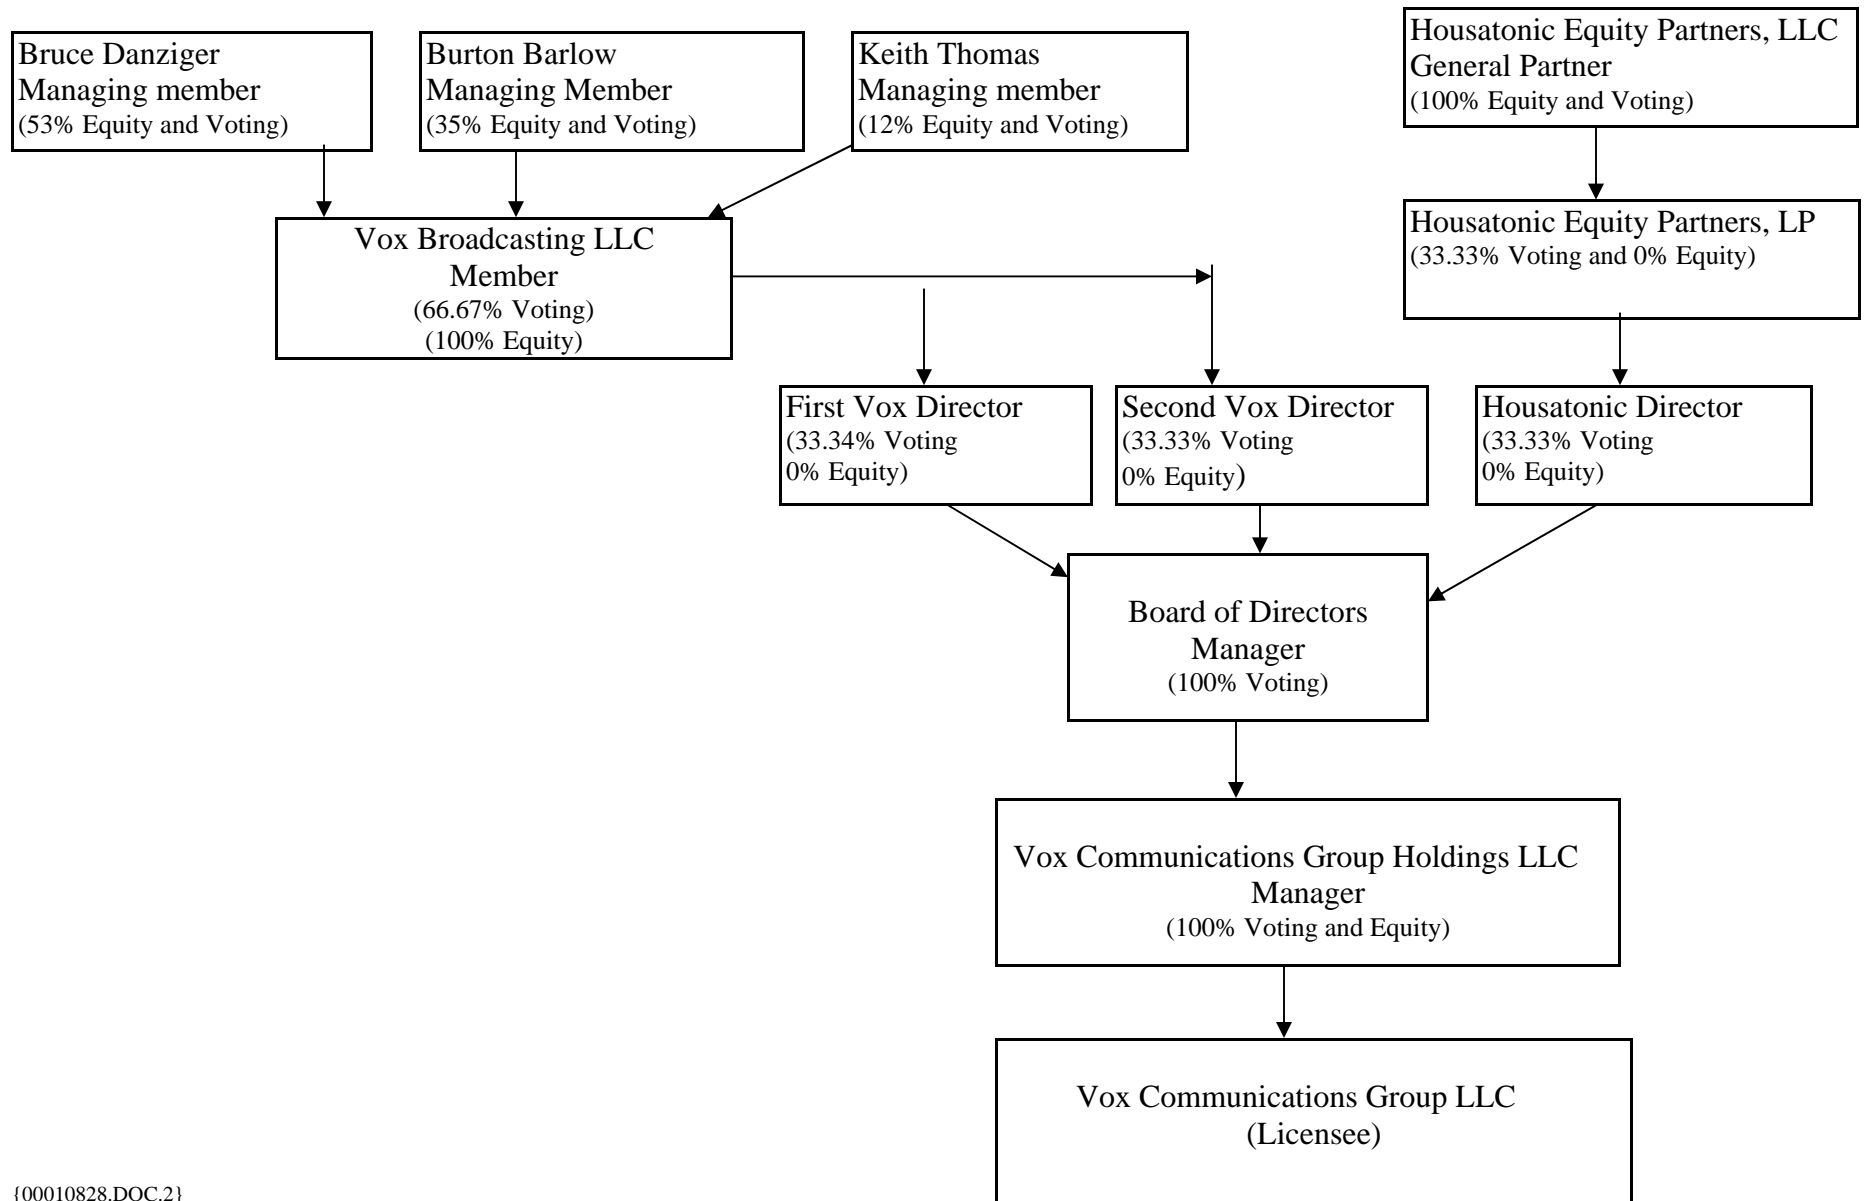 Bruce Danziger
Managing member
(53% Equity and Voting)
Burton Barlow
Managing Member
(35% Equity and Voting)
Keith Thomas
Managing member
(12% Equity and Voting)
Housatonic Equity Partners, LLC
General Partner
(100% Equity and Voting)
Vox Broadcasting LLC
Member
(66.67% Voting)
(100% Equity)
Housatonic Equity Partners, LP
(33.33% Voting and 0% Equity)
First Vox Director
(33.34% Voting
0% Equity)
Second Vox Director
(33.33% Voting
0% Equity)
Housatonic Director
(33.33% Voting
0% Equity)
Board of Directors
Manager
(100% Voting)
Vox Communications Group Holdings LLC
Manager
(100% Voting and Equity)
Vox Communications Group LLC
(Licensee)
{00010828.DOC.2}